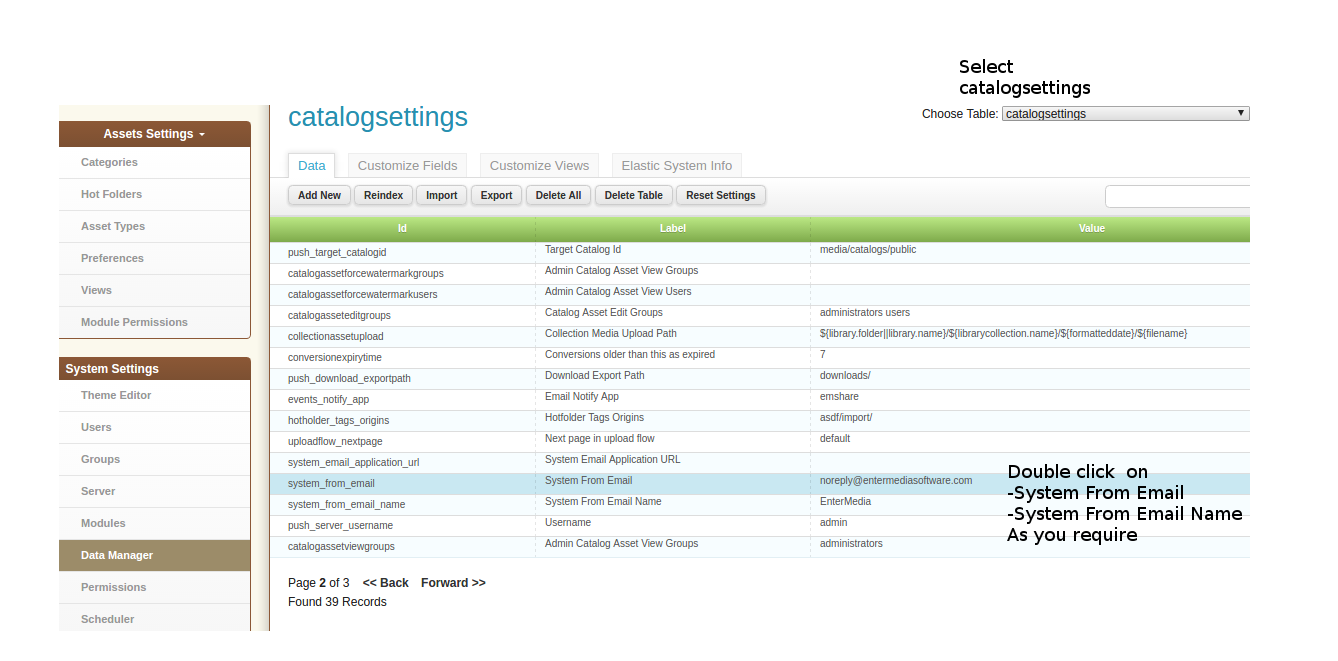 Select
catalogsettings
catalogsettings
Choose Table: catalogsettings
Assets Settings
Categories
Hot Folders
Asset Types
Preferences
Views
Module Permissions
System Settings
Theme Editor
Users
Groups
Server
Modules
Data Manager
Permissions
Scheduler
Data Customize Fields Customize Views Elastic System Info
Add New Reindex Import Export Delete All Delete Table Reset Settings
Id Label Value
push_target_catalogid Target Catalog Id media/catalogs/public
catalogassetforcewatermarkgroups Admin Catalog Asset View Groups
catalogassetforcewatermarkusers Admin Catalog Asset View Users
catalogasseteditgroups Catalog Asset Edit Groups administrators users
collectionassetupload Collection Media Upload Path ${library.folder||library.name}/${librarycollection.name}/${formatteddate}/${filename}
conversionexpirytime Conversions older than this as expired 7
push_download_exportpath Download Export Path downloads/
events_notify_app Email Notify App emshare
hotholder_tags_origins Hotfolder Tags Origins asdf/import/
uploadflow_nextpage Next page in upload flow default
system_email_application_url System Email Application URL
system_from_email System From Email noreply@entermediasoftware.com
system_from_email_name System From Email Name EnterMedia
push_server_username Username admin
catalogassetviewgroups Admin Catalog Asset View Groups administrators
Double click on
-System From Email
-System From Email Name
As you require
Page 2 of 3 << Back Forward >>
Found 39 Records